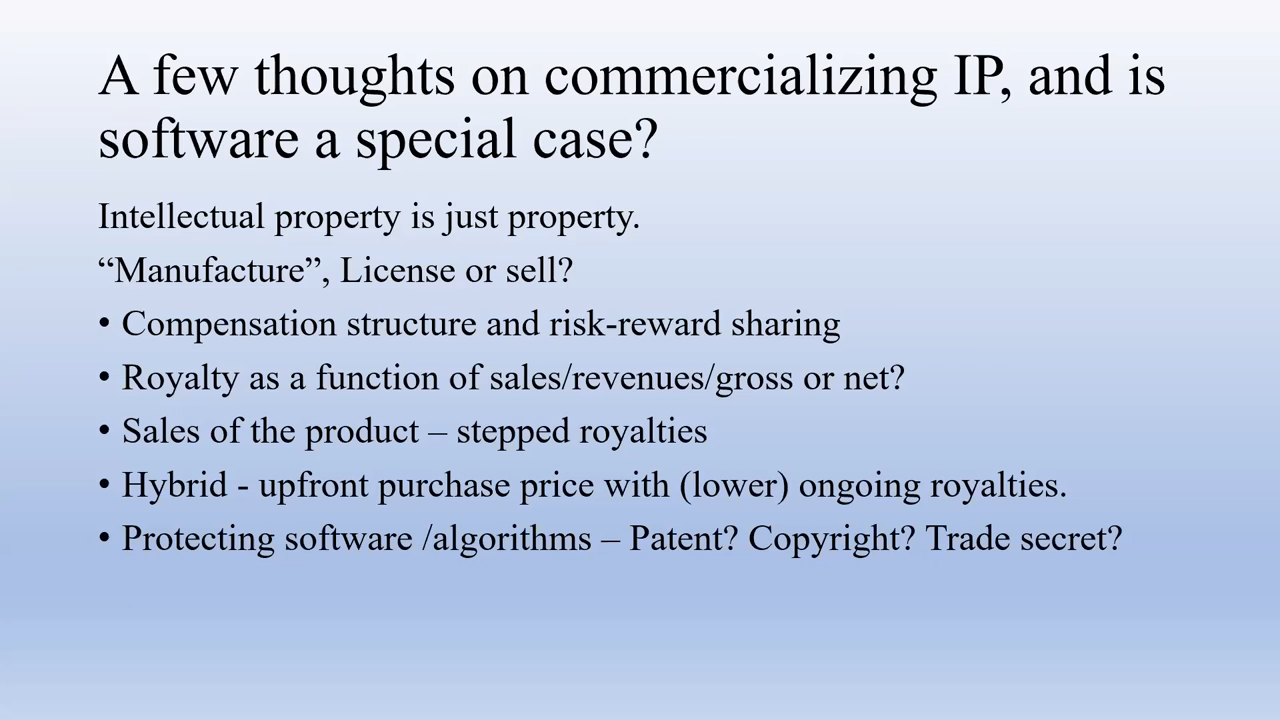 A few thoughts on commercializing IP, and is
software a special case?
Intellectual property is just property.
“Manufacture”, License or sell?
• Compensation structure and risk-reward sharing
• Royalty as a function of sales/revenues/gross or net?
• Sales of the product – stepped royalties
• Hybrid - upfront purchase price with (lower) ongoing royalties.
• Protecting software /algorithms – Patent? Copyright? Trade secret?